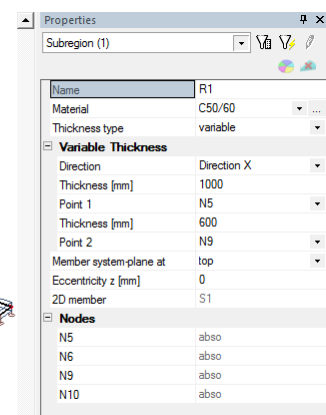 Properties
Subregion (1)
Name R1
Material C50/60 ...
Thickness type variable
Variable Thickness
Direction Direction X
Thickness [mm] 1000
Point 1 N5
Thickness [mm] 600
Point 2 N9
Member system-plane at top
Eccentricity z [mm] 0
2D member S1
Nodes
N5 abso
N6 abso
N9 abso
N10 abso